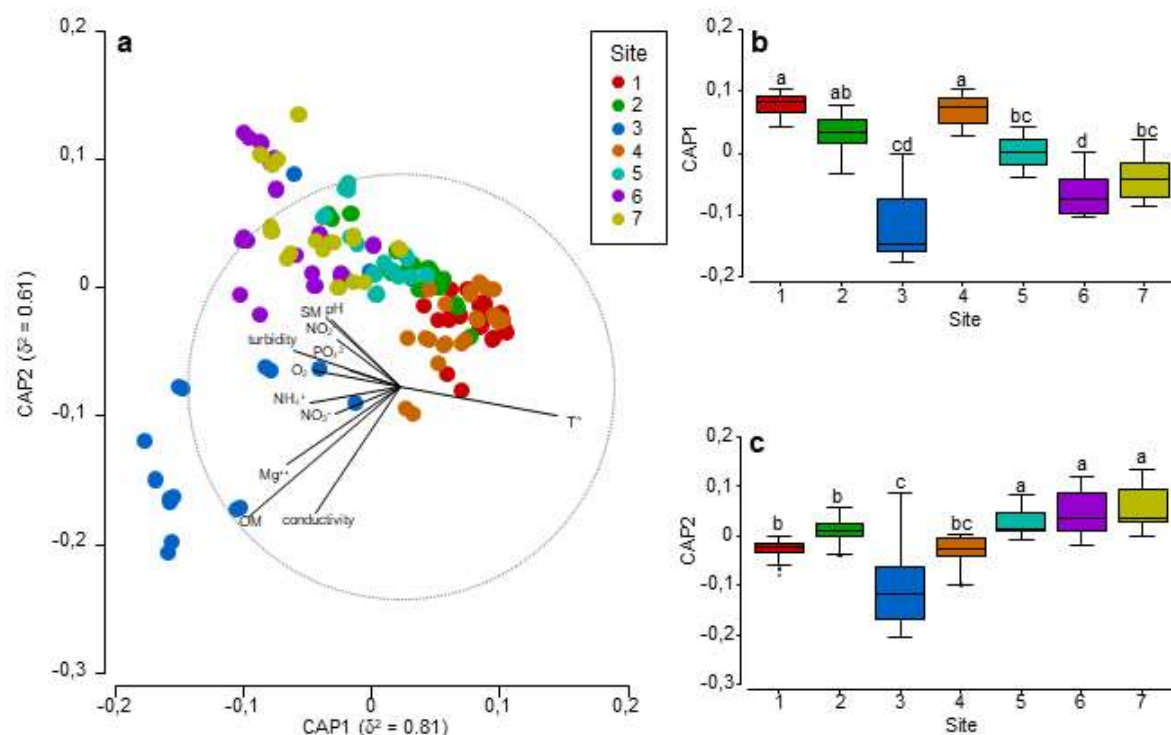 a
0,2
0,1
0
-0,1
-0,2
-0,3
CAP2 (δ² = 0.61)
-0,2
-0,1
0
0,1
0,2
CAP1 (δ² = 0.81)
Site
1
2
3
4
5
6
7
SM pH
turbidity
O₂
NH₄⁺
NO₃⁻
T°
Mg⁺⁺
OM
conductivity
b
0,2
0,1
0
-0,1
-0,2
CAP1
a
ab
cd
a
bc
d
bc
1 2 3 4 5 6 7
Site
c
0,2
0,1
0
-0,1
-0,2
-0,3
CAP2
b
b
c
bc
a
a
a
1 2 3 4 5 6 7
Site